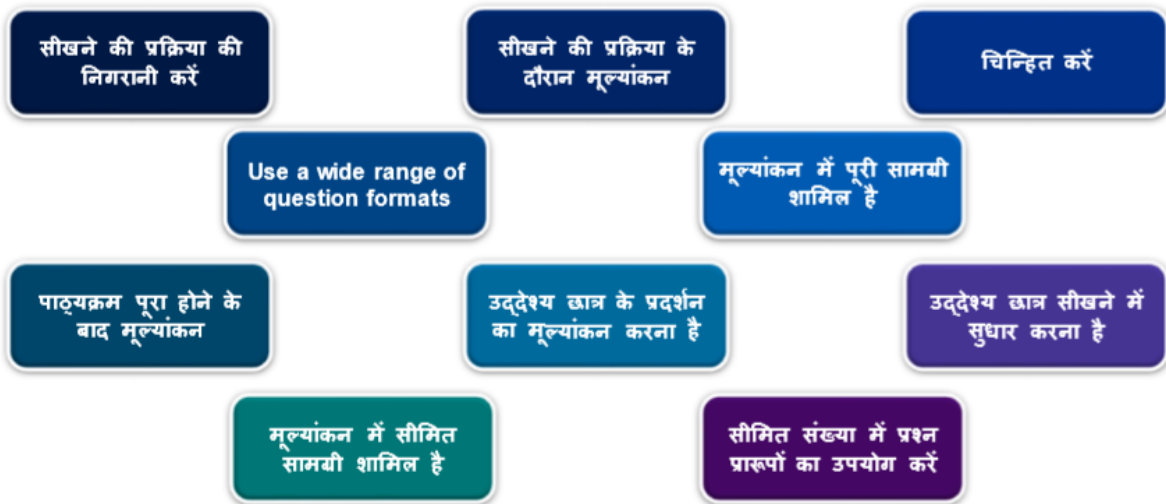 सीखने की प्रक्रिया की
निगरानी करें
सीखने की प्रक्रिया के
दौरान मूल्यांकन
चिन्हित करें
Use a wide range of
question formats
मूल्यांकन में पूरी सामग्री
शामिल है
पाठ्यक्रम पूरा होने के
बाद मूल्यांकन
उद्देश्य छात्र के प्रदर्शन
का मूल्यांकन करना है
उद्देश्य छात्र सीखने में
सुधार करना है
मूल्यांकन में सीमित
सामग्री शामिल है
सीमित संख्या में प्रश्न
प्रारूपों का उपयोग करें